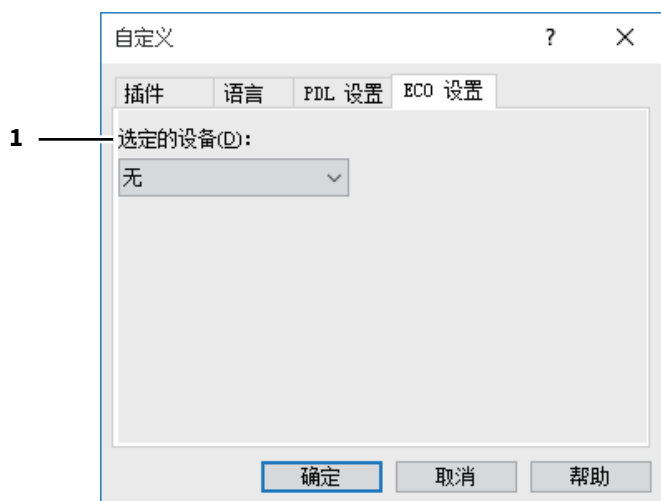 自定义 ?
插件 语言 PDL 设置 ECO 设置
1 选定的设备(D):
无
确定 取消 帮助